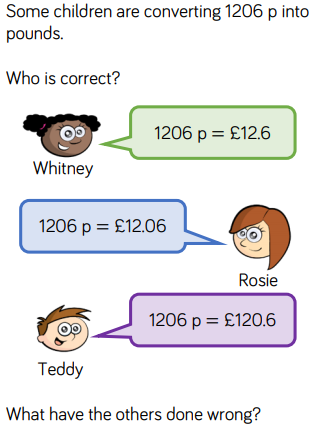 Some children are converting 1206 p into
pounds.
Who is correct?
1206 p = £12.6
Whitney
1206 p = £12.06
Rosie
1206 p = £120.6
Teddy
What have the others done wrong?